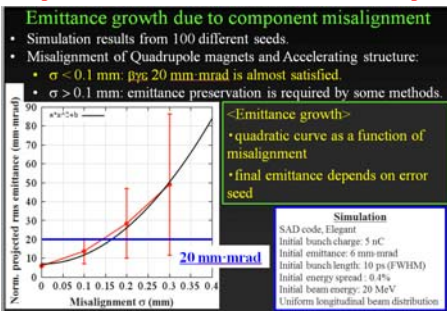 Emittance growth due to component misalignment
• Simulation results from 100 different seeds.
• Misalignment of Quadrupole magnets and Accelerating structure:
• σ < 0.1 mm: βγε 20 mm·mrad is almost satisfied.
• σ > 0.1 mm: emittance preservation is required by some methods.
Norm. projected rms emittance (mm·mrad)
90
80
70
60
50
40
30
20
10
0
a*x^2+b
20 mm·mrad
0 0.05 0.1 0.15 0.2 0.25 0.3 0.35 0.4
Misalignment σ (mm)
<Emittance growth>
・quadratic curve as a function of
misalignment
・final emittance depends on error
seed
Simulation
SAD code, Elegant
Initial bunch charge: 5 nC
Initial emittance: 6 mm·mrad
Initial bunch length: 10 ps (FWHM)
Initial energy spread : 0.4%
Initial beam energy: 20 MeV
Uniform longitudinal beam distribution